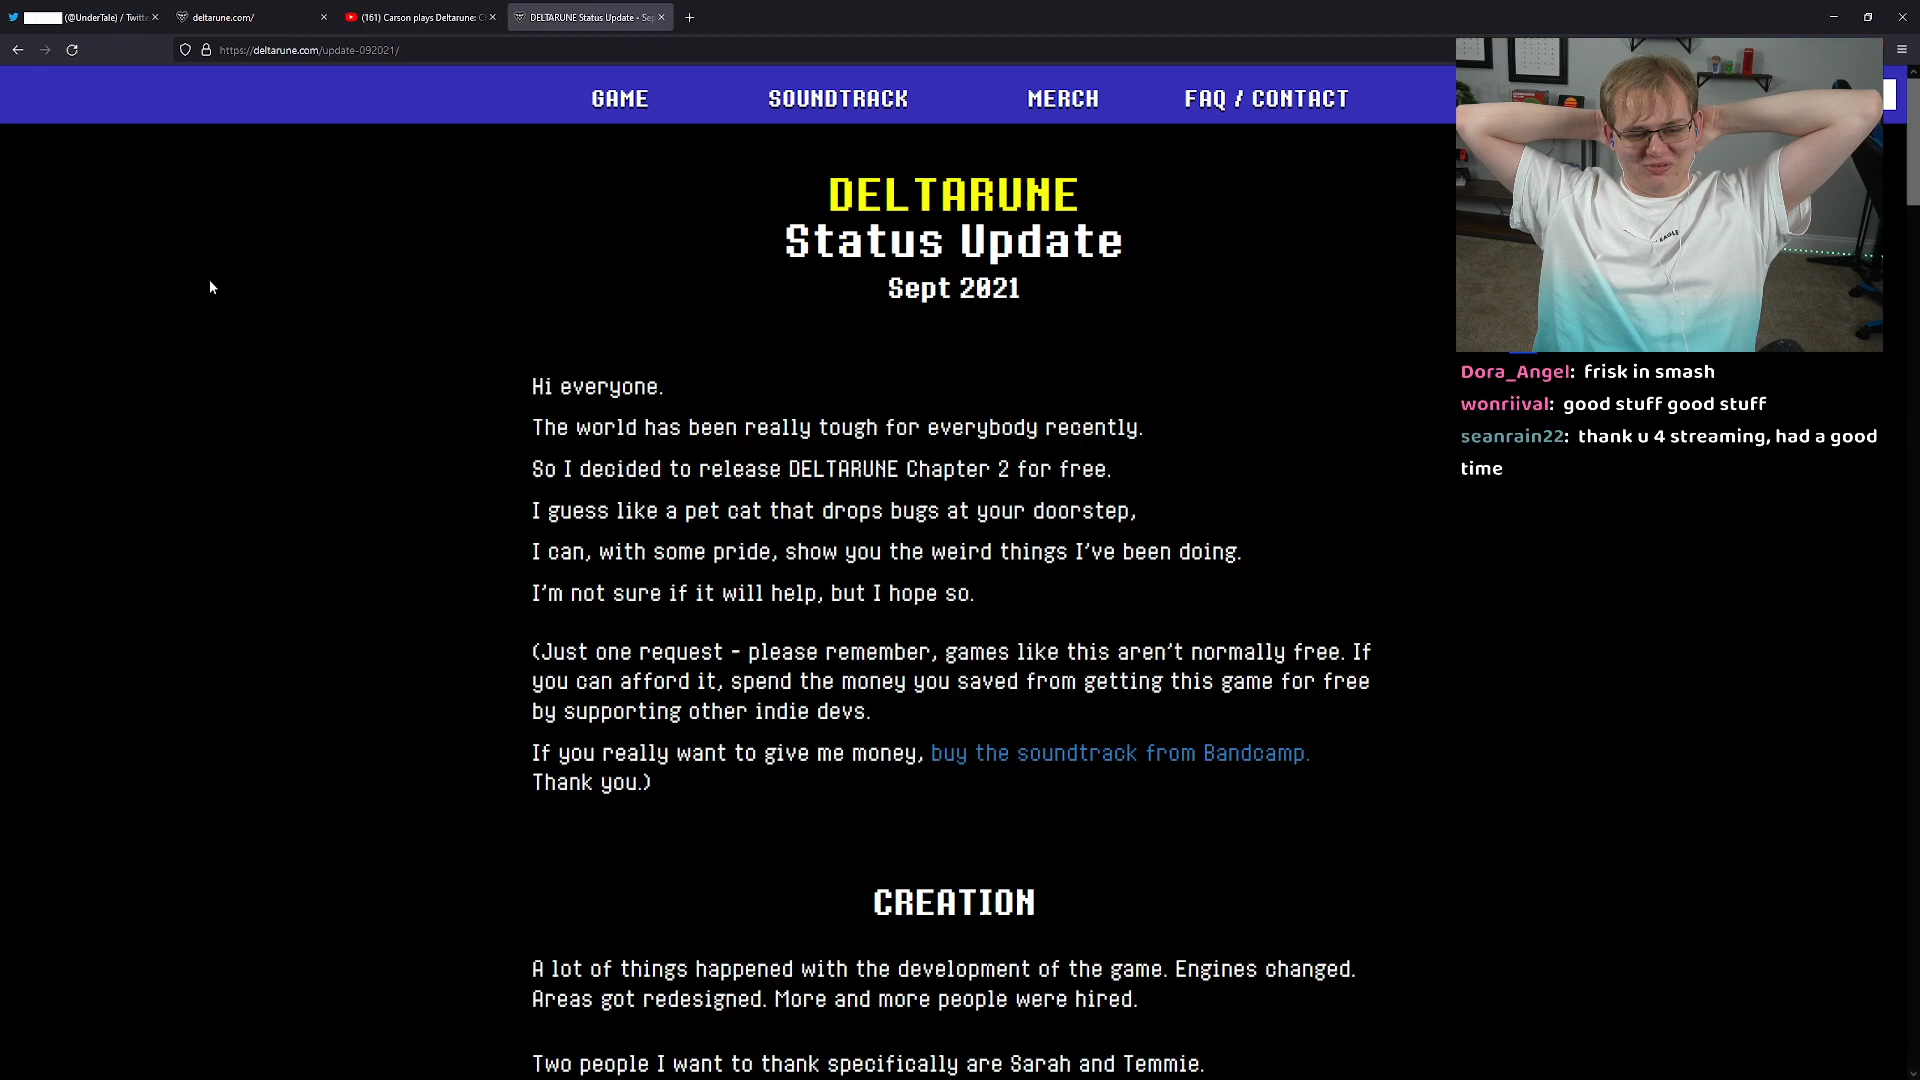 (@UnderTale) / Twitte
deltarune.com/
(161) Carson plays Deltarune: C
DELTARUNE Status Update - Sep
https://deltarune.com/update-092021/
GAME
SOUNDTRACK
MERCH
FAQ / CONTACT
DELTARUNE
Status Update
Sept 2021
Hi everyone.
The world has been really tough for everybody recently.
So I decided to release DELTARUNE Chapter 2 for free.
I guess like a pet cat that drops bugs at your doorstep,
I can, with some pride, show you the weird things I've been doing.
I'm not sure if it will help, but I hope so.
(Just one request - please remember, games like this aren't normally free. If
you can afford it, spend the money you saved from getting this game for free
by supporting other indie devs.
If you really want to give me money, buy the soundtrack from Bandcamp.
Thank you.)
CREATION
A lot of things happened with the development of the game. Engines changed.
Areas got redesigned. More and more people were hired.
Two people I want to thank specifically are Sarah and Temmie.
EAGLE
Dora_Angel: frisk in smash
wonriival: good stuff good stuff
seanrain22: thank u 4 streaming, had a good
time